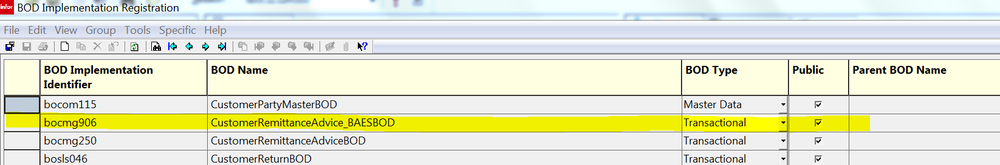 infor BOD Implementation Registration
File Edit View Group Tools Specific Help
BOD Implementation Identifier BOD Name BOD Type Public Parent BOD Name
bocom115 CustomerPartyMasterBOD Master Data
bocmg906 CustomerRemittanceAdvice_BAESBOD Transactional
bocmg250 CustomerRemittanceAdviceBOD Transactional
bosls046 CustomerReturnBOD Transactional